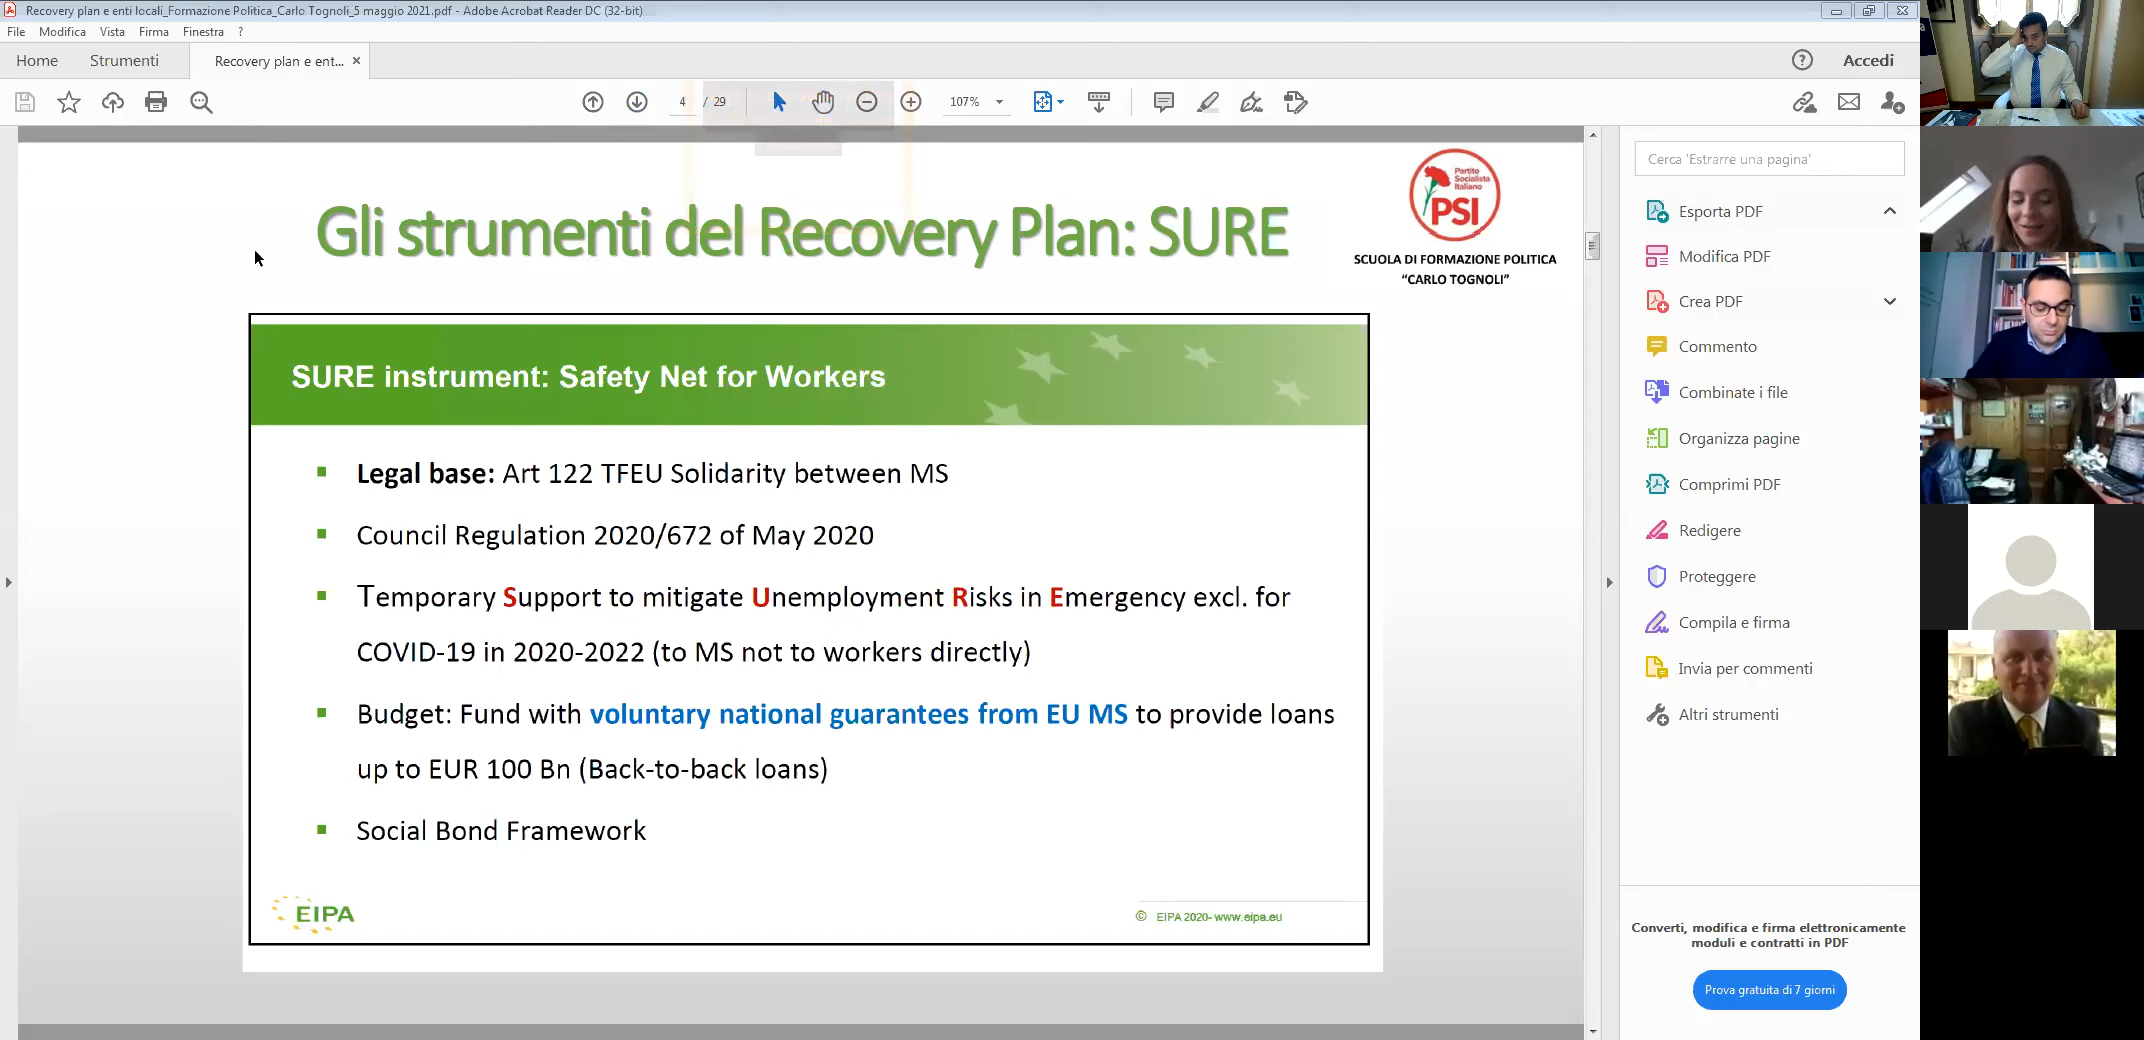 Recovery plan e enti locali_Formazione Politica_Carlo Tognoli_5 maggio 2021.pdf - Adobe Acrobat Reader DC (32-bit)
File Modifica Vista Firma Finestra ?
Home Strumenti Recovery plan e ent... × Accedi
4 / 29 107%
Gli strumenti del Recovery Plan: SURE
Partito
Socialista
Italiano
PSI
SCUOLA DI FORMAZIONE POLITICA
“CARLO TOGNOLI”
SURE instrument: Safety Net for Workers
Legal base: Art 122 TFEU Solidarity between MS
Council Regulation 2020/672 of May 2020
Temporary Support to mitigate Unemployment Risks in Emergency excl. for
COVID-19 in 2020-2022 (to MS not to workers directly)
Budget: Fund with voluntary national guarantees from EU MS to provide loans
up to EUR 100 Bn (Back-to-back loans)
Social Bond Framework
EIPA
© EIPA 2020- www.eipa.eu
Cerca 'Estrarre una pagina'
Esporta PDF
Modifica PDF
Crea PDF
Commento
Combinate i file
Organizza pagine
Comprimi PDF
Redigere
Proteggere
Compila e firma
Invia per commenti
Altri strumenti
Converti, modifica e firma elettronicamente
moduli e contratti in PDF
Prova gratuita di 7 giorni